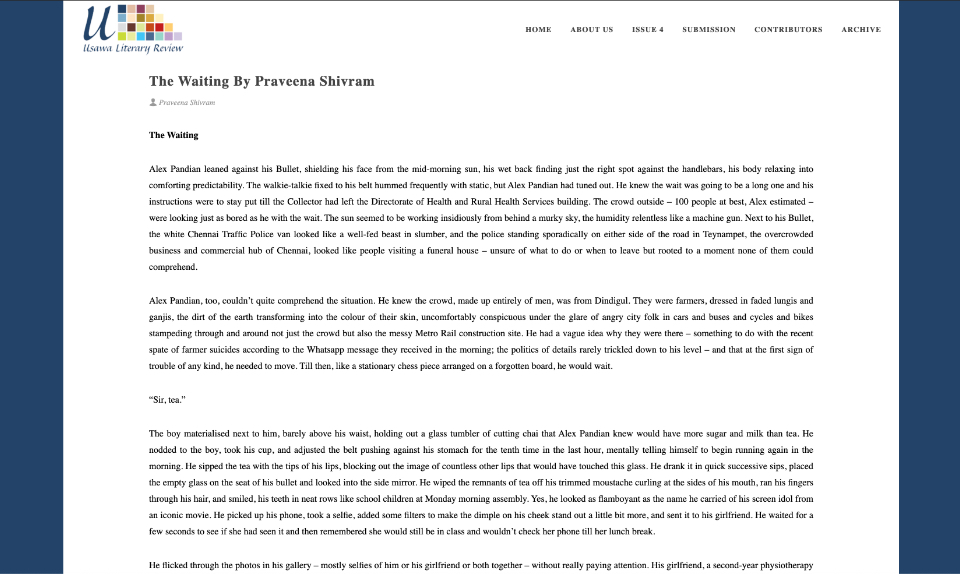 U
Usawa Literary Review
HOME ABOUT US ISSUE 4 SUBMISSION CONTRIBUTORS ARCHIVE
The Waiting By Praveena Shivram
Praveena Shivram
The Waiting
Alex Pandian leaned against his Bullet, shielding his face from the mid-morning sun, his wet back finding just the right spot against the handlebars, his body relaxing into
comforting predictability. The walkie-talkie fixed to his belt hummed frequently with static, but Alex Pandian had tuned out. He knew the wait was going to be a long one and his
instructions were to stay put till the Collector had left the Directorate of Health and Rural Health Services building. The crowd outside – 100 people at best, Alex estimated –
were looking just as bored as he with the wait. The sun seemed to be working insidiously from behind a murky sky, the humidity relentless like a machine gun. Next to his Bullet,
the white Chennai Traffic Police van looked like a well-fed beast in slumber, and the police standing sporadically on either side of the road in Teynampet, the overcrowded
business and commercial hub of Chennai, looked like people visiting a funeral house – unsure of what to do or when to leave but rooted to a moment none of them could
comprehend.
Alex Pandian, too, couldn’t quite comprehend the situation. He knew the crowd, made up entirely of men, was from Dindigul. They were farmers, dressed in faded lungis and
ganjis, the dirt of the earth transforming into the colour of their skin, uncomfortably conspicuous under the glare of angry city folk in cars and buses and cycles and bikes
stampeding through and around not just the crowd but also the messy Metro Rail construction site. He had a vague idea why they were there – something to do with the recent
spate of farmer suicides according to the Whatsapp message they received in the morning; the politics of details rarely trickled down to his level – and that at the first sign of
trouble of any kind, he needed to move. Till then, like a stationary chess piece arranged on a forgotten board, he would wait.
“Sir, tea.”
The boy materialised next to him, barely above his waist, holding out a glass tumbler of cutting chai that Alex Pandian knew would have more sugar and milk than tea. He
nodded to the boy, took his cup, and adjusted the belt pushing against his stomach for the tenth time in the last hour, mentally telling himself to begin running again in the
morning. He sipped the tea with the tips of his lips, blocking out the image of countless other lips that would have touched this glass. He drank it in quick successive sips, placed
the empty glass on the seat of his bullet and looked into the side mirror. He wiped the remnants of tea off his trimmed moustache curling at the sides of his mouth, ran his fingers
through his hair, and smiled, his teeth in neat rows like school children at Monday morning assembly. Yes, he looked as flamboyant as the name he carried of his screen idol from
an iconic movie. He picked up his phone, took a selfie, added some filters to make the dimple on his cheek stand out a little bit more, and sent it to his girlfriend. He waited for a
few seconds to see if she had seen it and then remembered she would still be in class and wouldn’t check her phone till her lunch break.
He flicked through the photos in his gallery – mostly selfies of him or his girlfriend or both together – without really paying attention. His girlfriend, a second-year physiotherapy